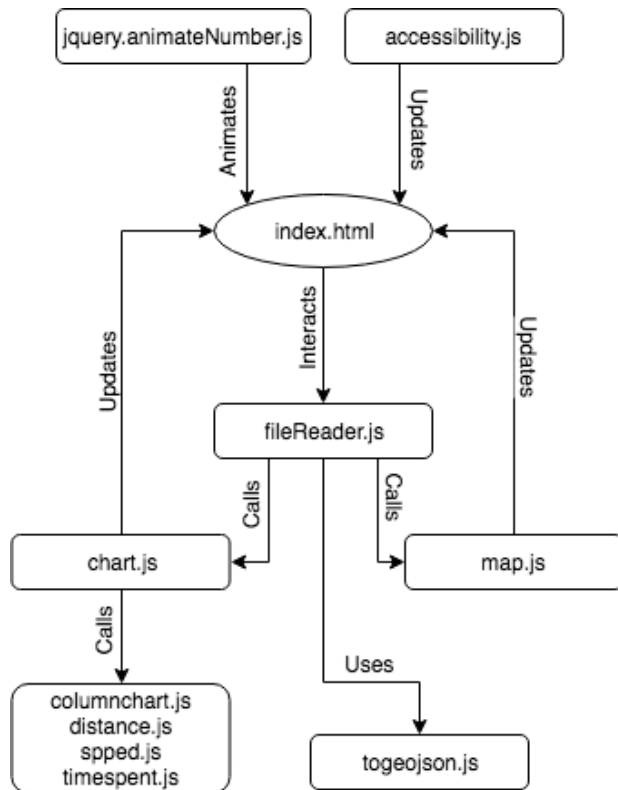 jquery.animateNumber.js
accessibility.js
Animates
Updates
index.html
Interacts
Updates
Updates
fileReader.js
Calls
Calls
chart.js
map.js
Calls
Uses
columnchart.js
distance.js
spped.js
timespent.js
togeojson.js